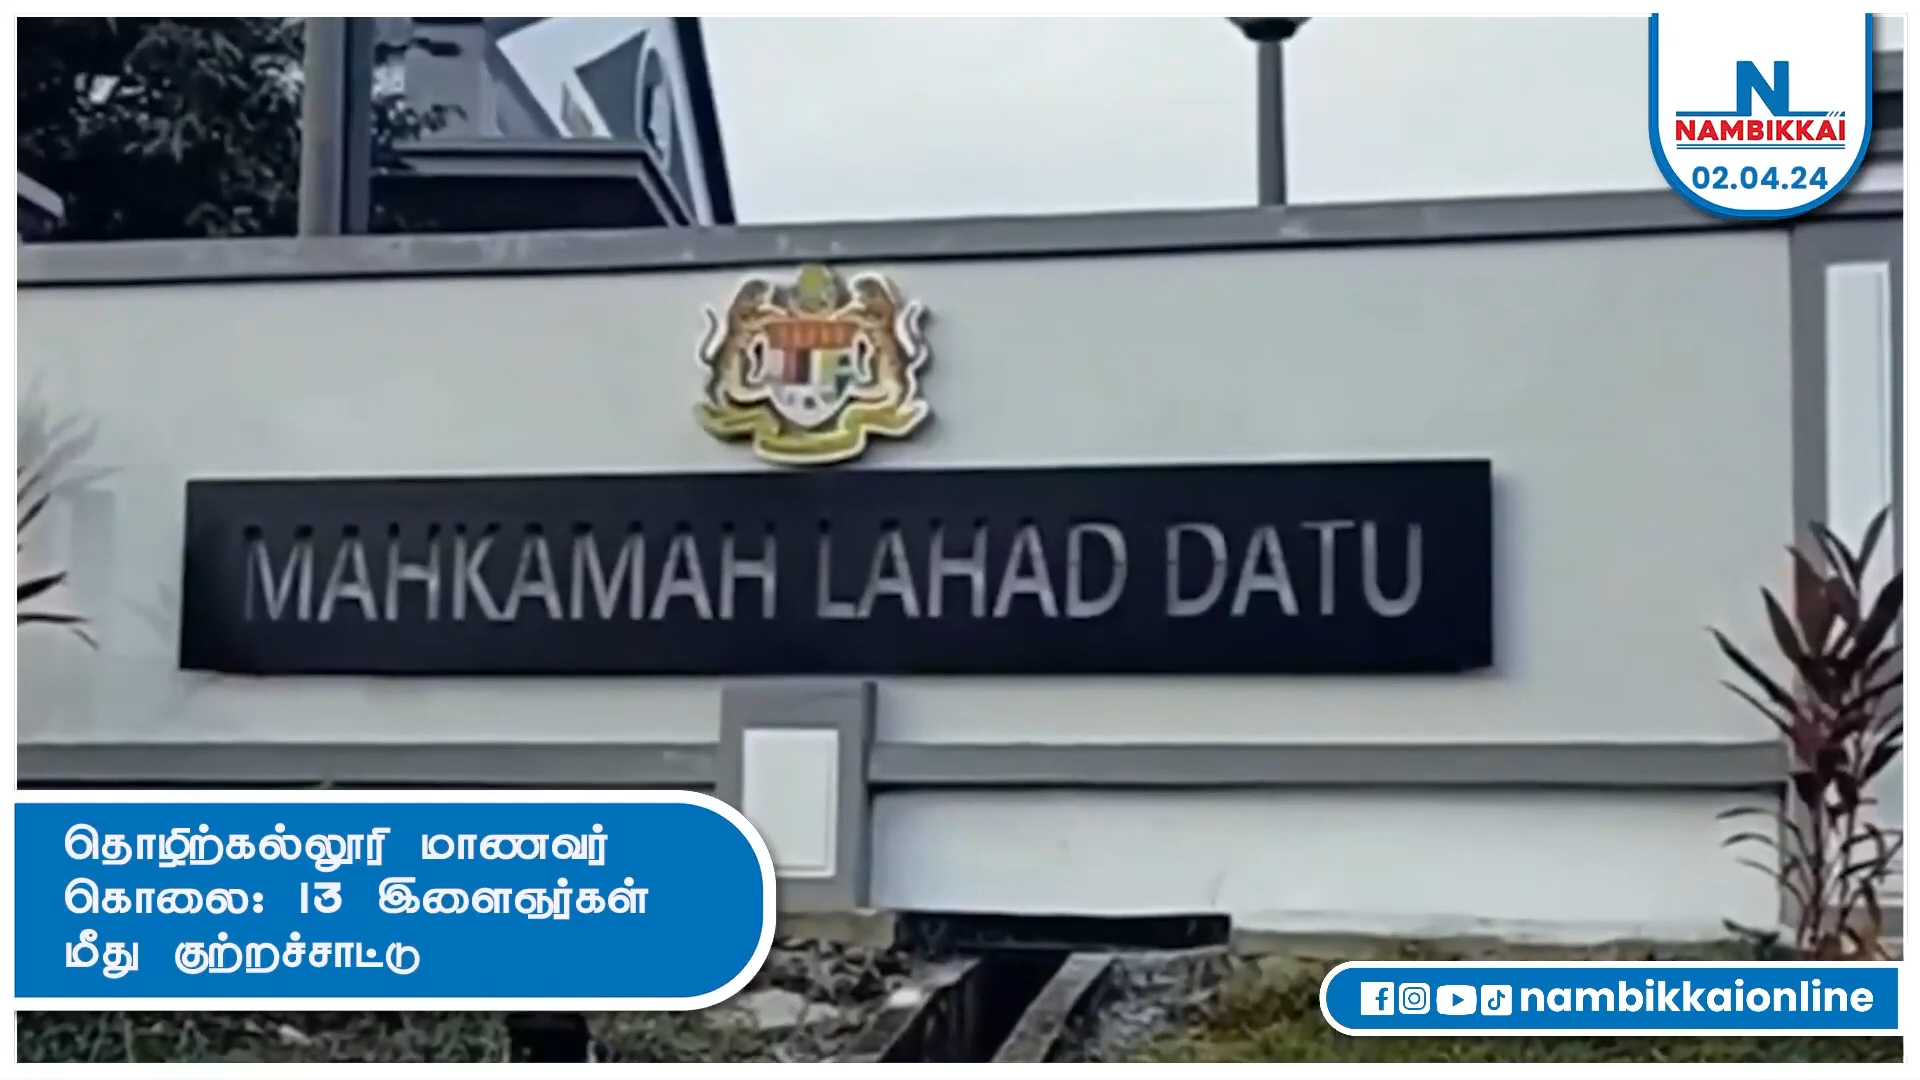 N
NAMBIKKAI
02.04.24
MAHKAMAH LAHAD DATU
தொழிற்கல்லூரி மாணவர்
கொலை: 13 இளைஞர்கள்
மீது குற்றச்சாட்டு
nambikkaionline